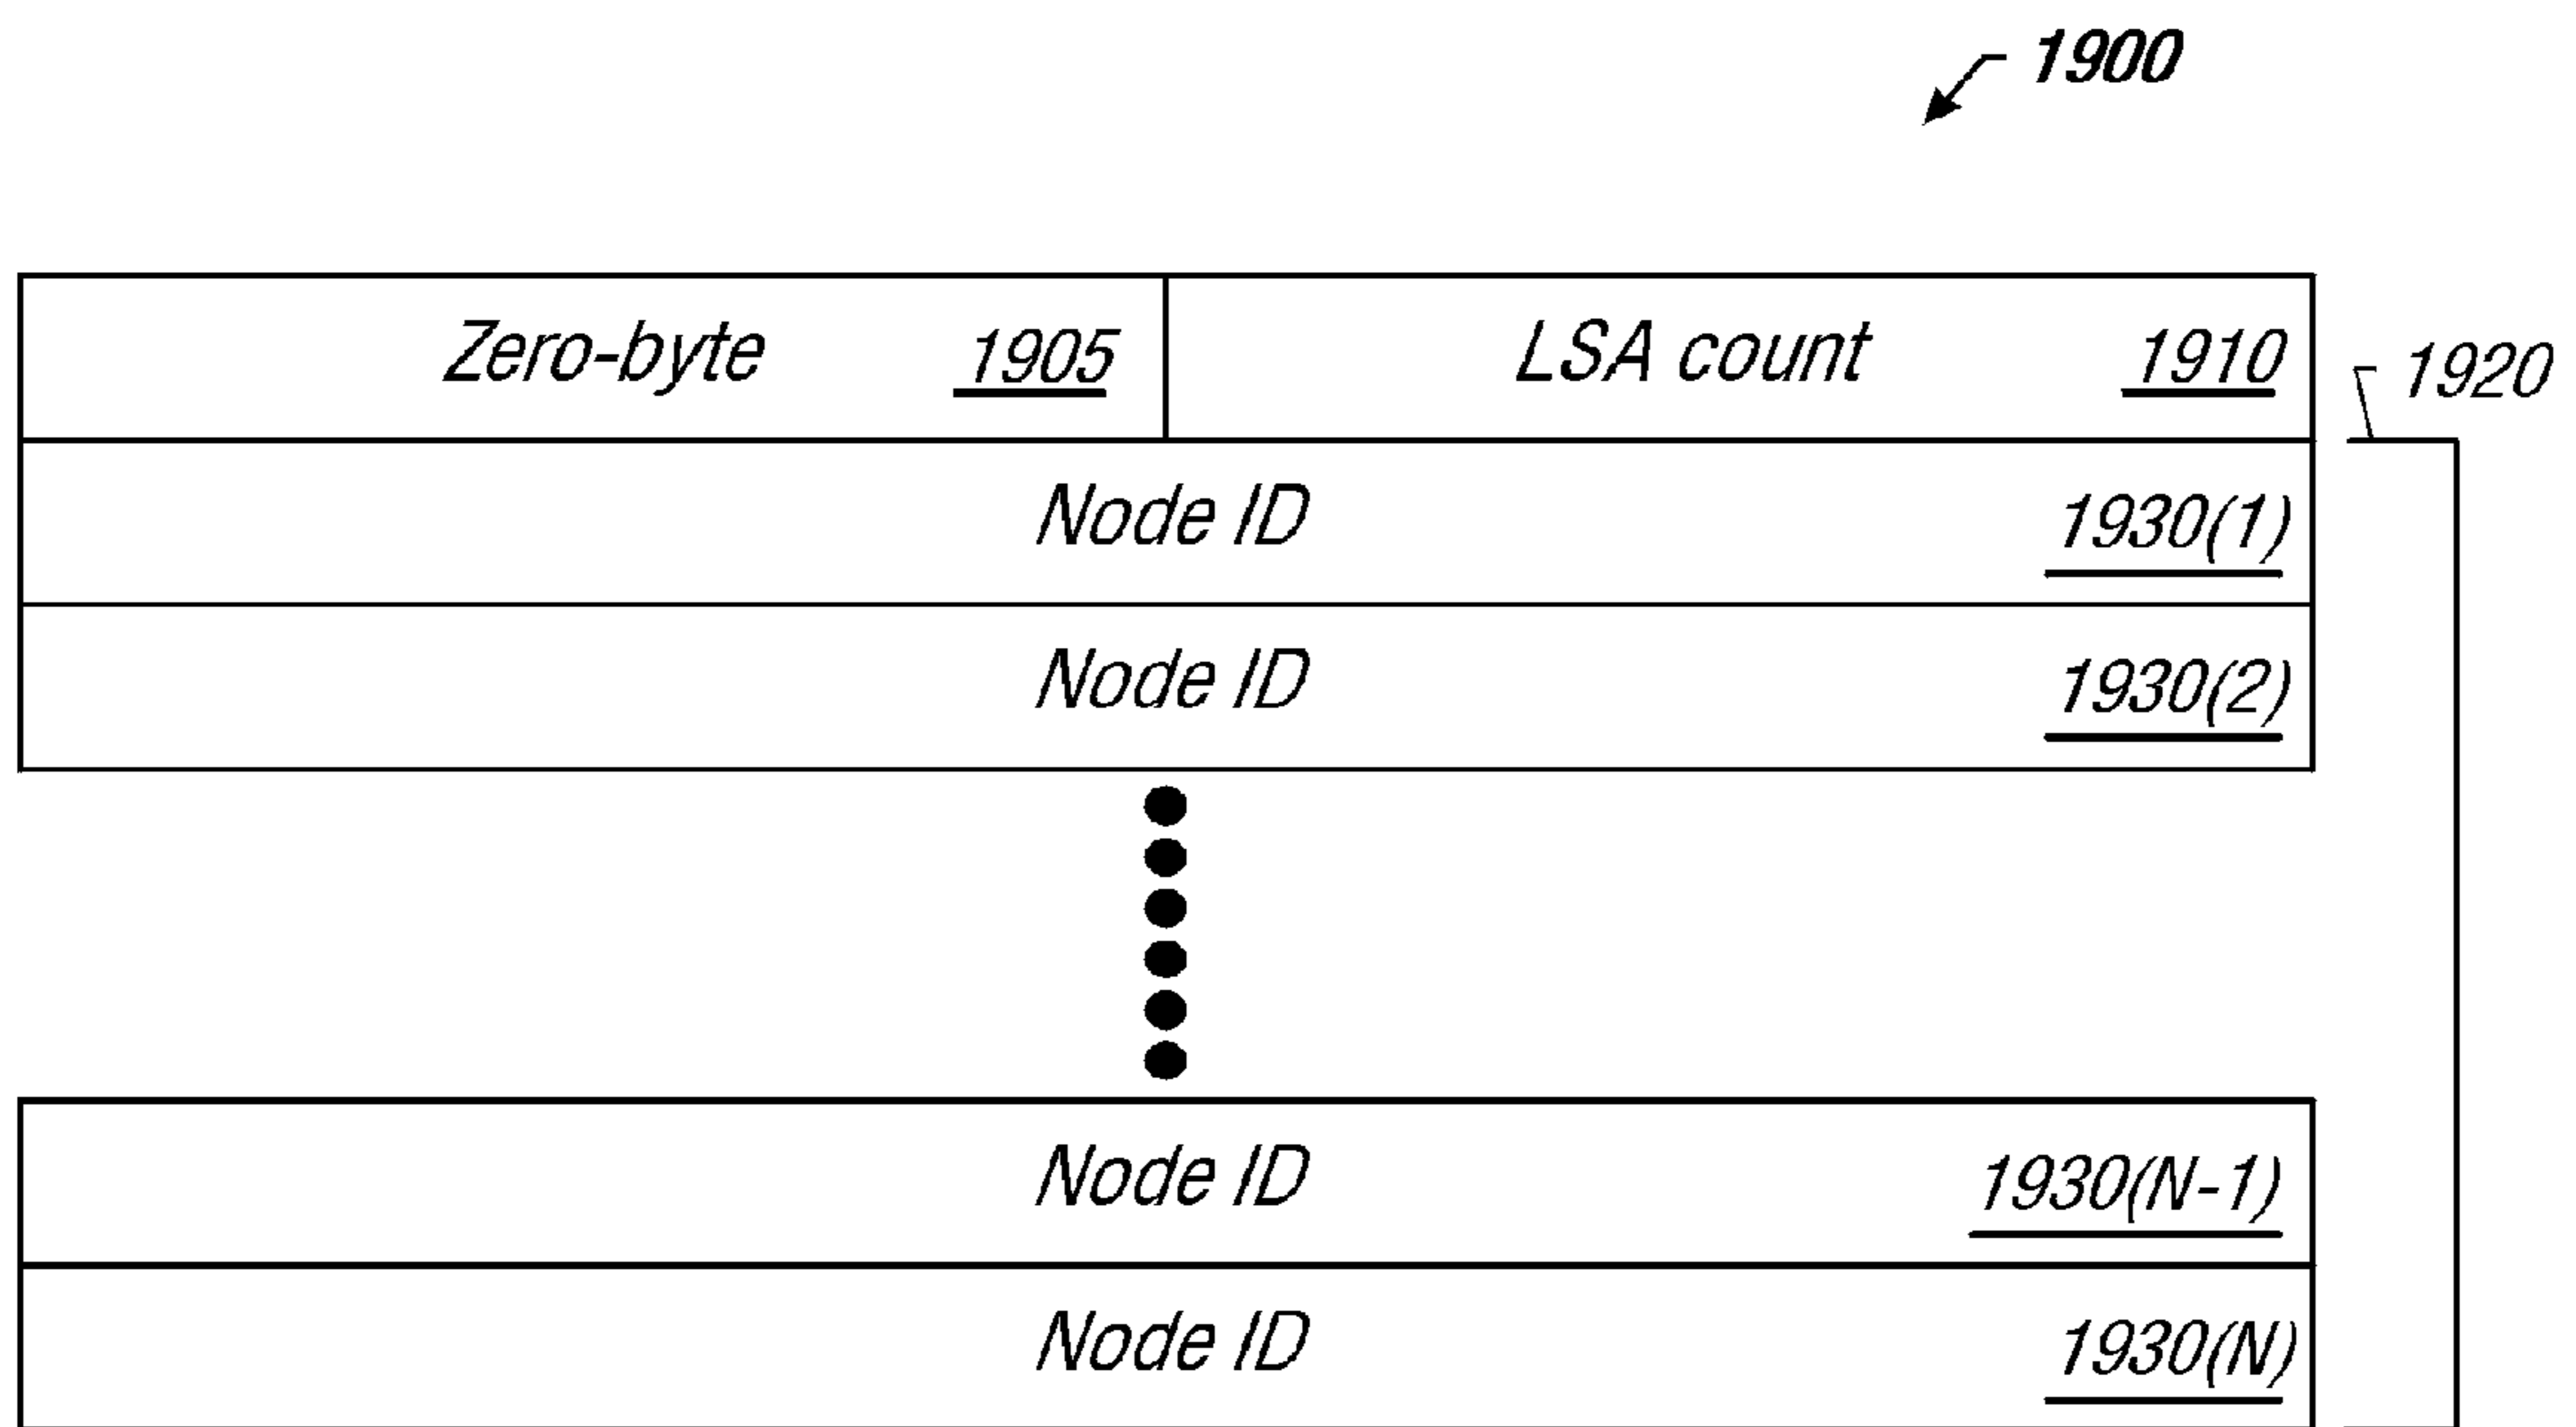 1900
Zero-byte 1905 LSA count 1910
1920
Node ID 1930(1)
Node ID 1930(2)
Node ID 1930(N-1)
Node ID 1930(N)